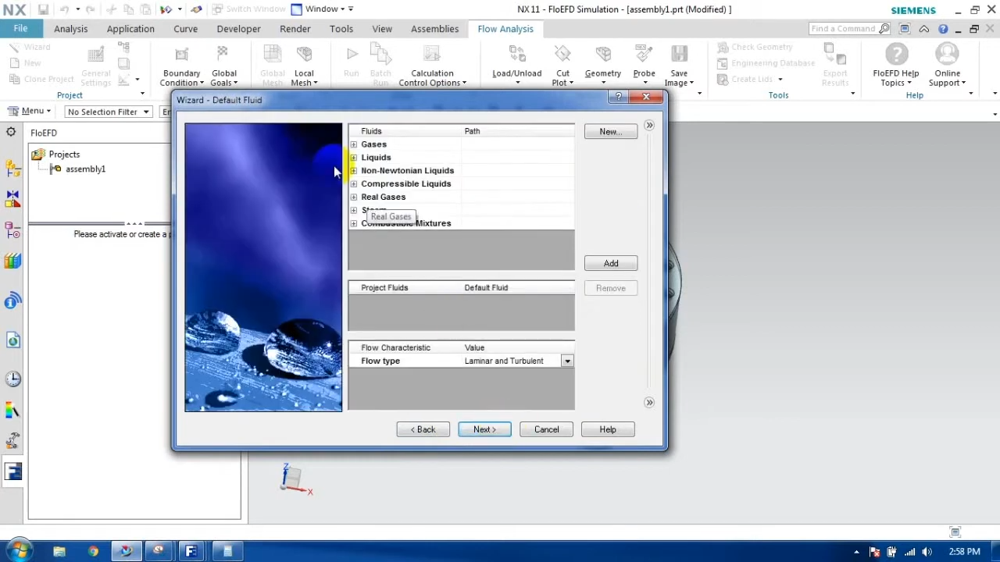 NX
Switch Window
Window
NX 11 - FloEFD Simulation - [assembly1.prt (Modified) ]
SIEMENS
File
Analysis
Application
Curve
Developer
Render
Tools
View
Assemblies
Flow Analysis
Find a Command
Wizard
New
Clone Project
General
Settings
Boundary
Condition
Global
Goals
Global
Mesh
Local
Mesh
Run
Batch
Run
Calculation
Control Options
Load/Unload
Cut
Plot
Geometry
Probe
Save
Image
Check Geometry
Engineering Database
Create Lids
Export
Results
FloEFD Help
Topics
Online
Support
Project
Tools
Help
Menu
No Selection Filter
FloEFD
Projects
assembly1
Please activate or create a
Wizard - Default Fluid
Fluids
Path
Gases
Liquids
Non-Newtonian Liquids
Compressible Liquids
Real Gases
Real Gases
Mixtures
New...
Add
Remove
Project Fluids
Default Fluid
Flow Characteristic
Value
Flow type
Laminar and Turbulent
< Back
Next >
Cancel
Help
Z
X
2:58 PM